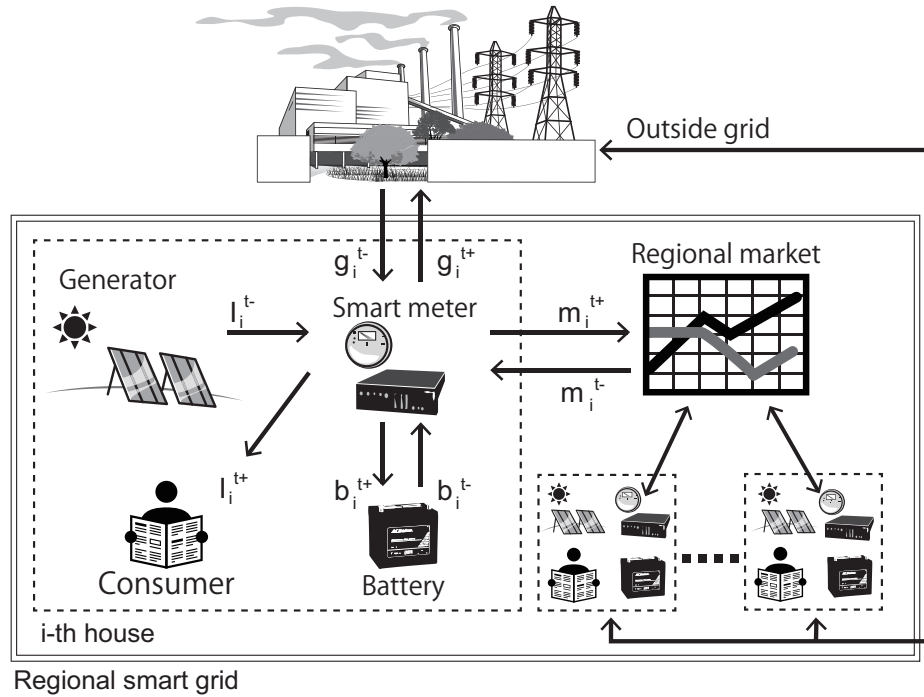 Outside grid
g_i^{t-}
g_i^{t+}
Regional market
Generator
Smart meter
l_i^{t-}
m_i^{t+}
m_i^{t-}
l_i^{t+}
b_i^{t+}
b_i^{t-}
Consumer
Battery
i-th house
Regional smart grid